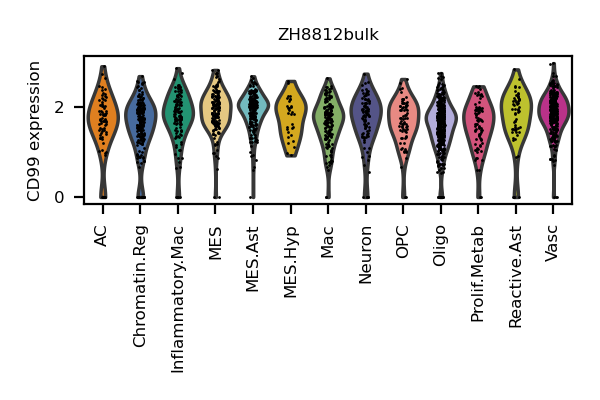 ZH8812bulk
CD99 expression
2
0
AC
Chromatin.Reg
Inflammatory.Mac
MES
MES.Ast
MES.Hyp
Mac
Neuron
OPC
Oligo
Prolif.Metab
Reactive.Ast
Vasc